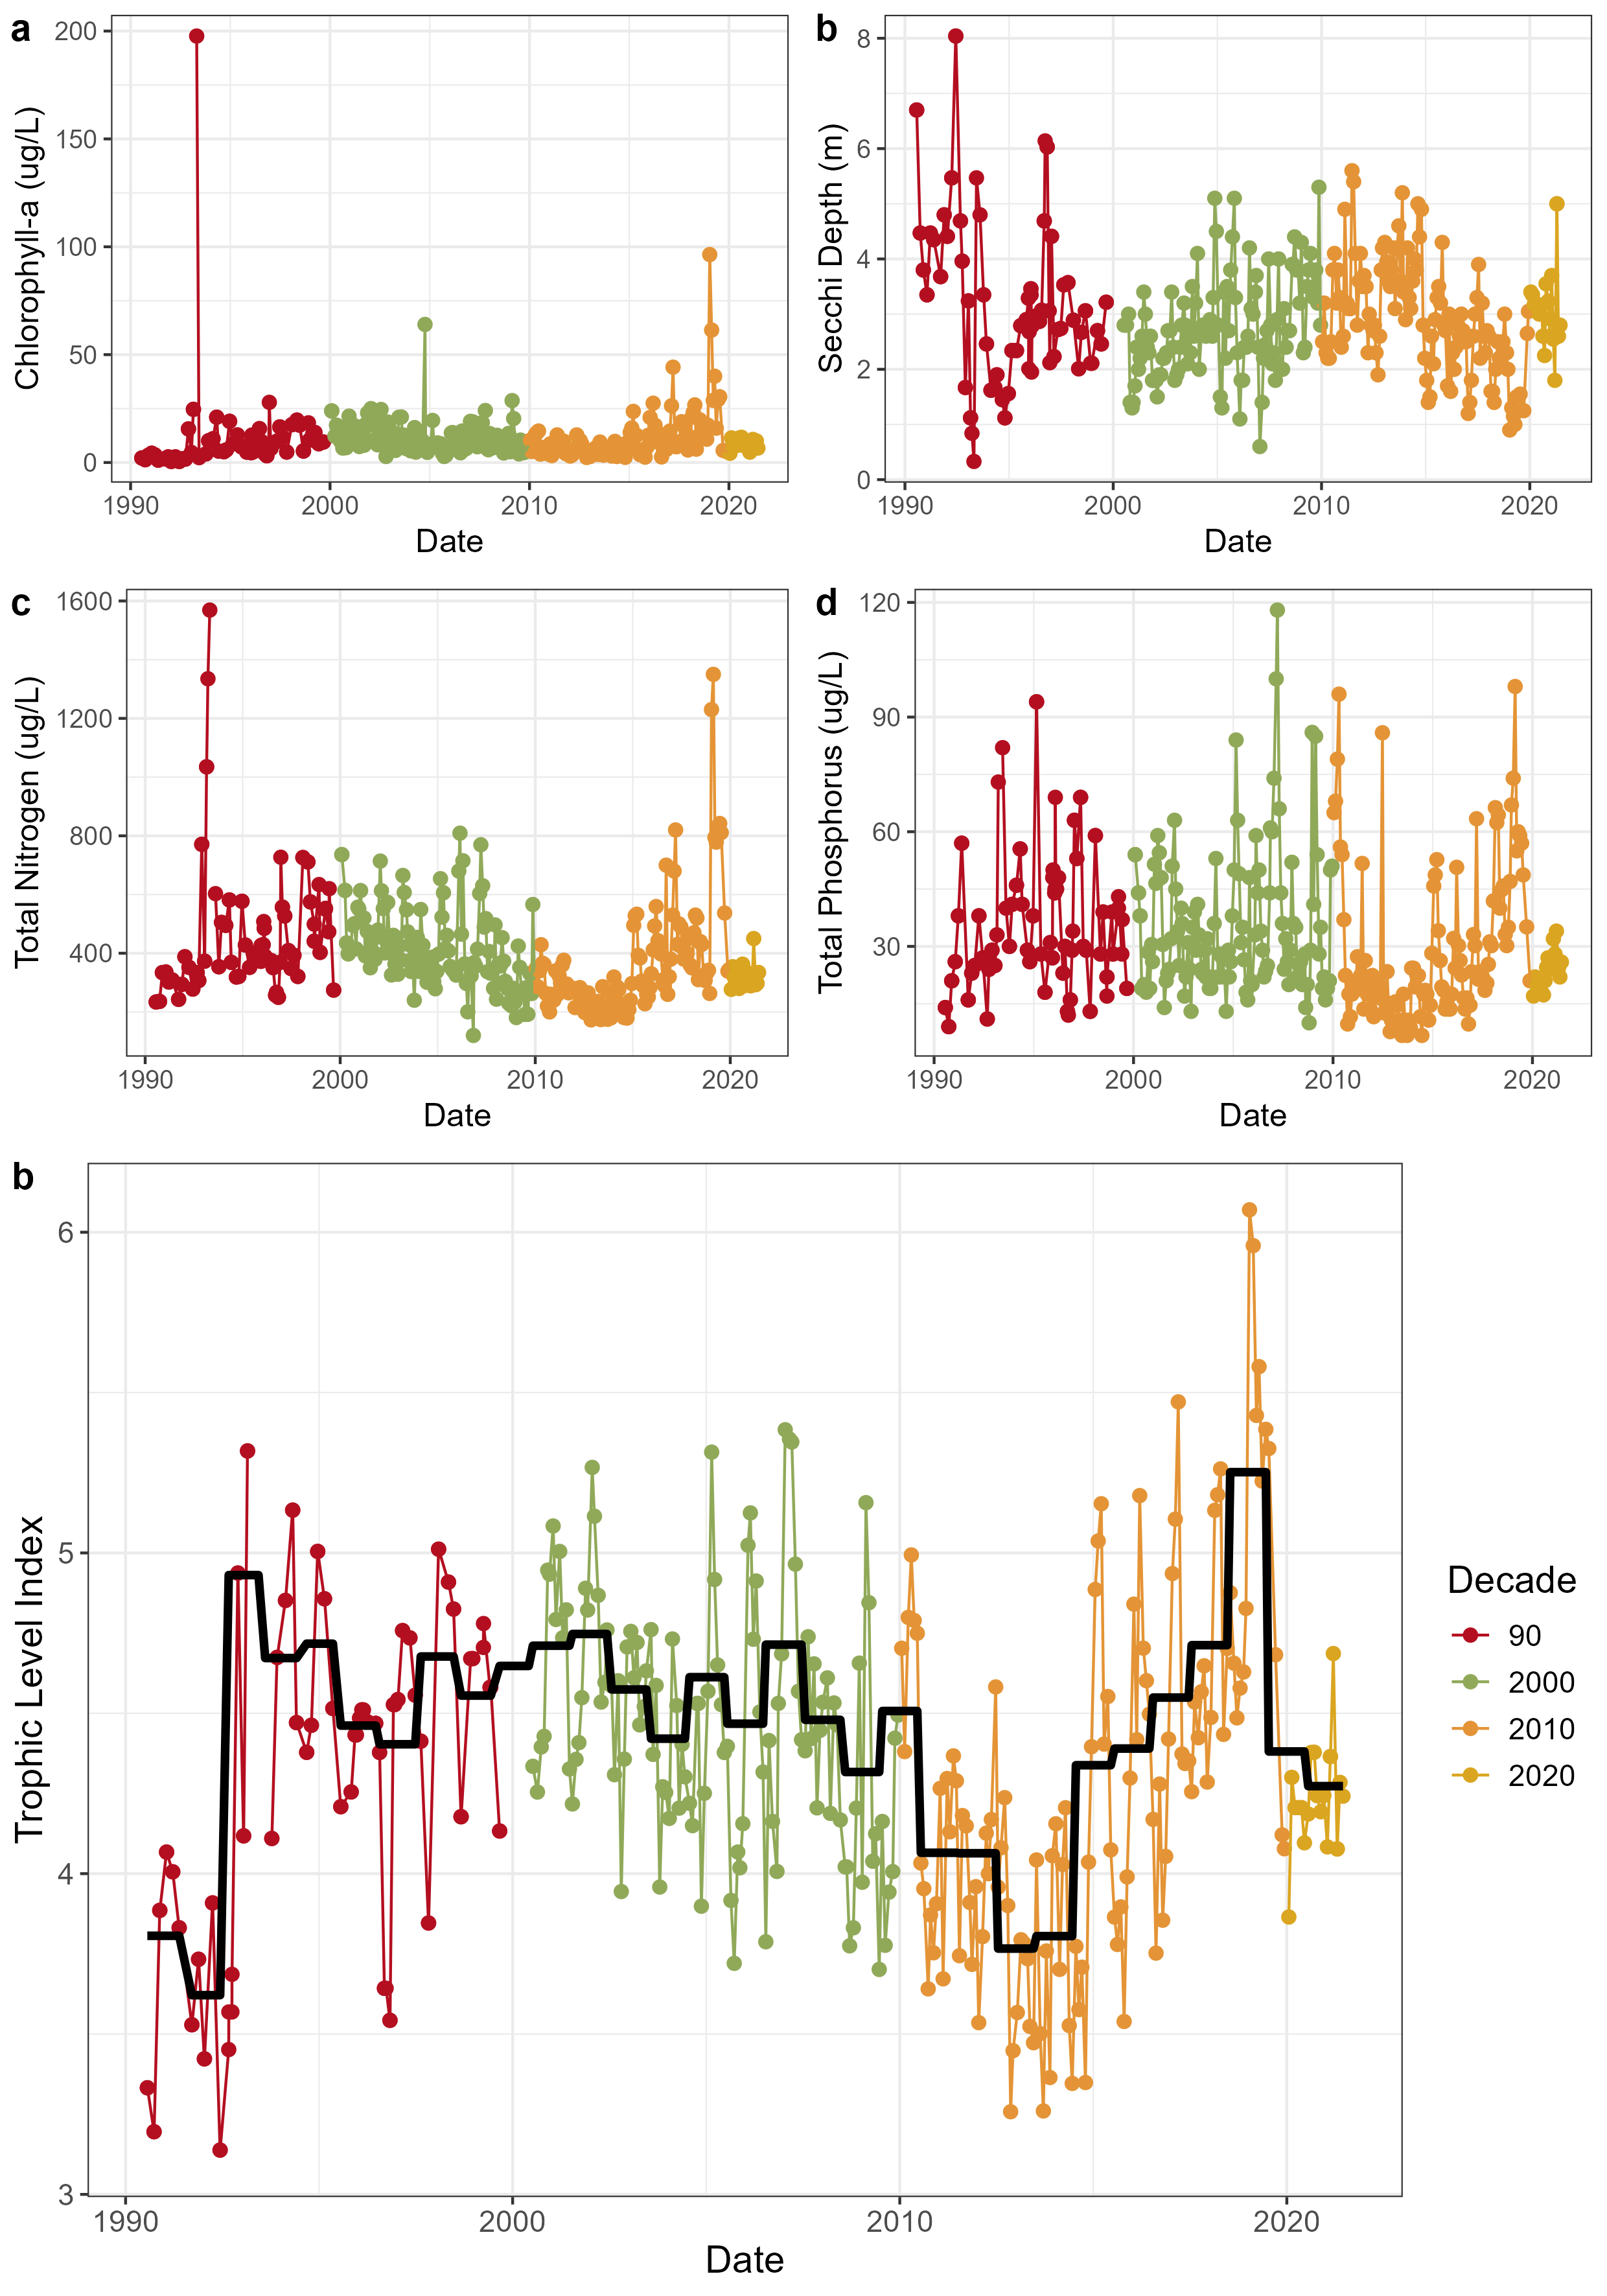 a
200
150
100
50
0
Chlorophyll-a (ug/L)
1990 2000 2010 2020
Date
b
8
6
4
2
0
Secchi Depth (m)
1990 2000 2010 2020
Date
c
1600
1200
800
400
Total Nitrogen (ug/L)
1990 2000 2010 2020
Date
d
120
90
60
30
Total Phosphorus (ug/L)
1990 2000 2010 2020
Date
b
6
5
4
3
Trophic Level Index
1990 2000 2010 2020
Date
Decade
90
2000
2010
2020